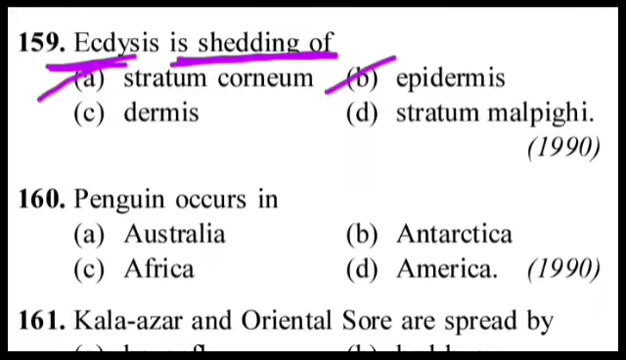 159. Ecdysis is shedding of
(a) stratum corneum (b) epidermis
(c) dermis (d) stratum malpighi.
(1990)
160. Penguin occurs in
(a) Australia (b) Antarctica
(c) Africa (d) America. (1990)
161. Kala-azar and Oriental Sore are spread by